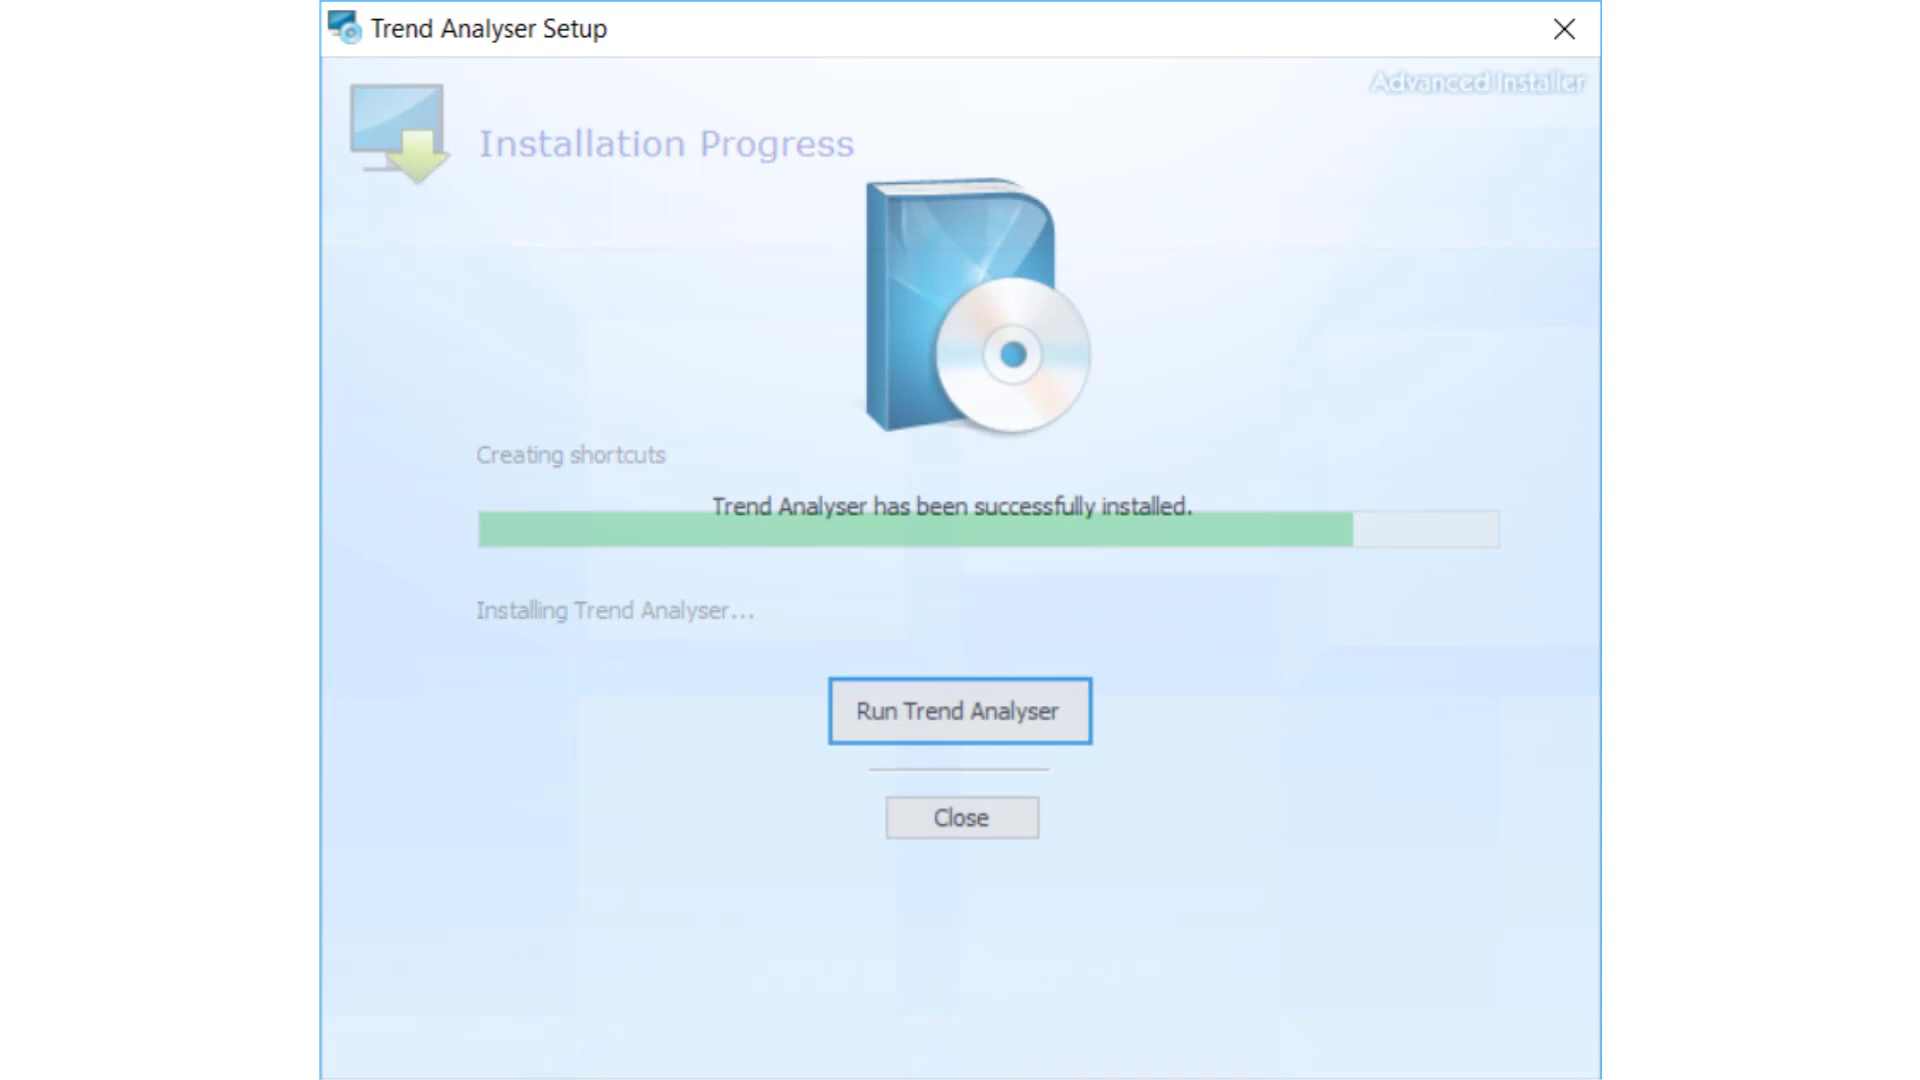 Trend Analyser Setup
Advanced Installer
Installation Progress
Creating shortcuts
Trend Analyser has been successfully installed.
Installing Trend Analyser...
Run Trend Analyser
Close